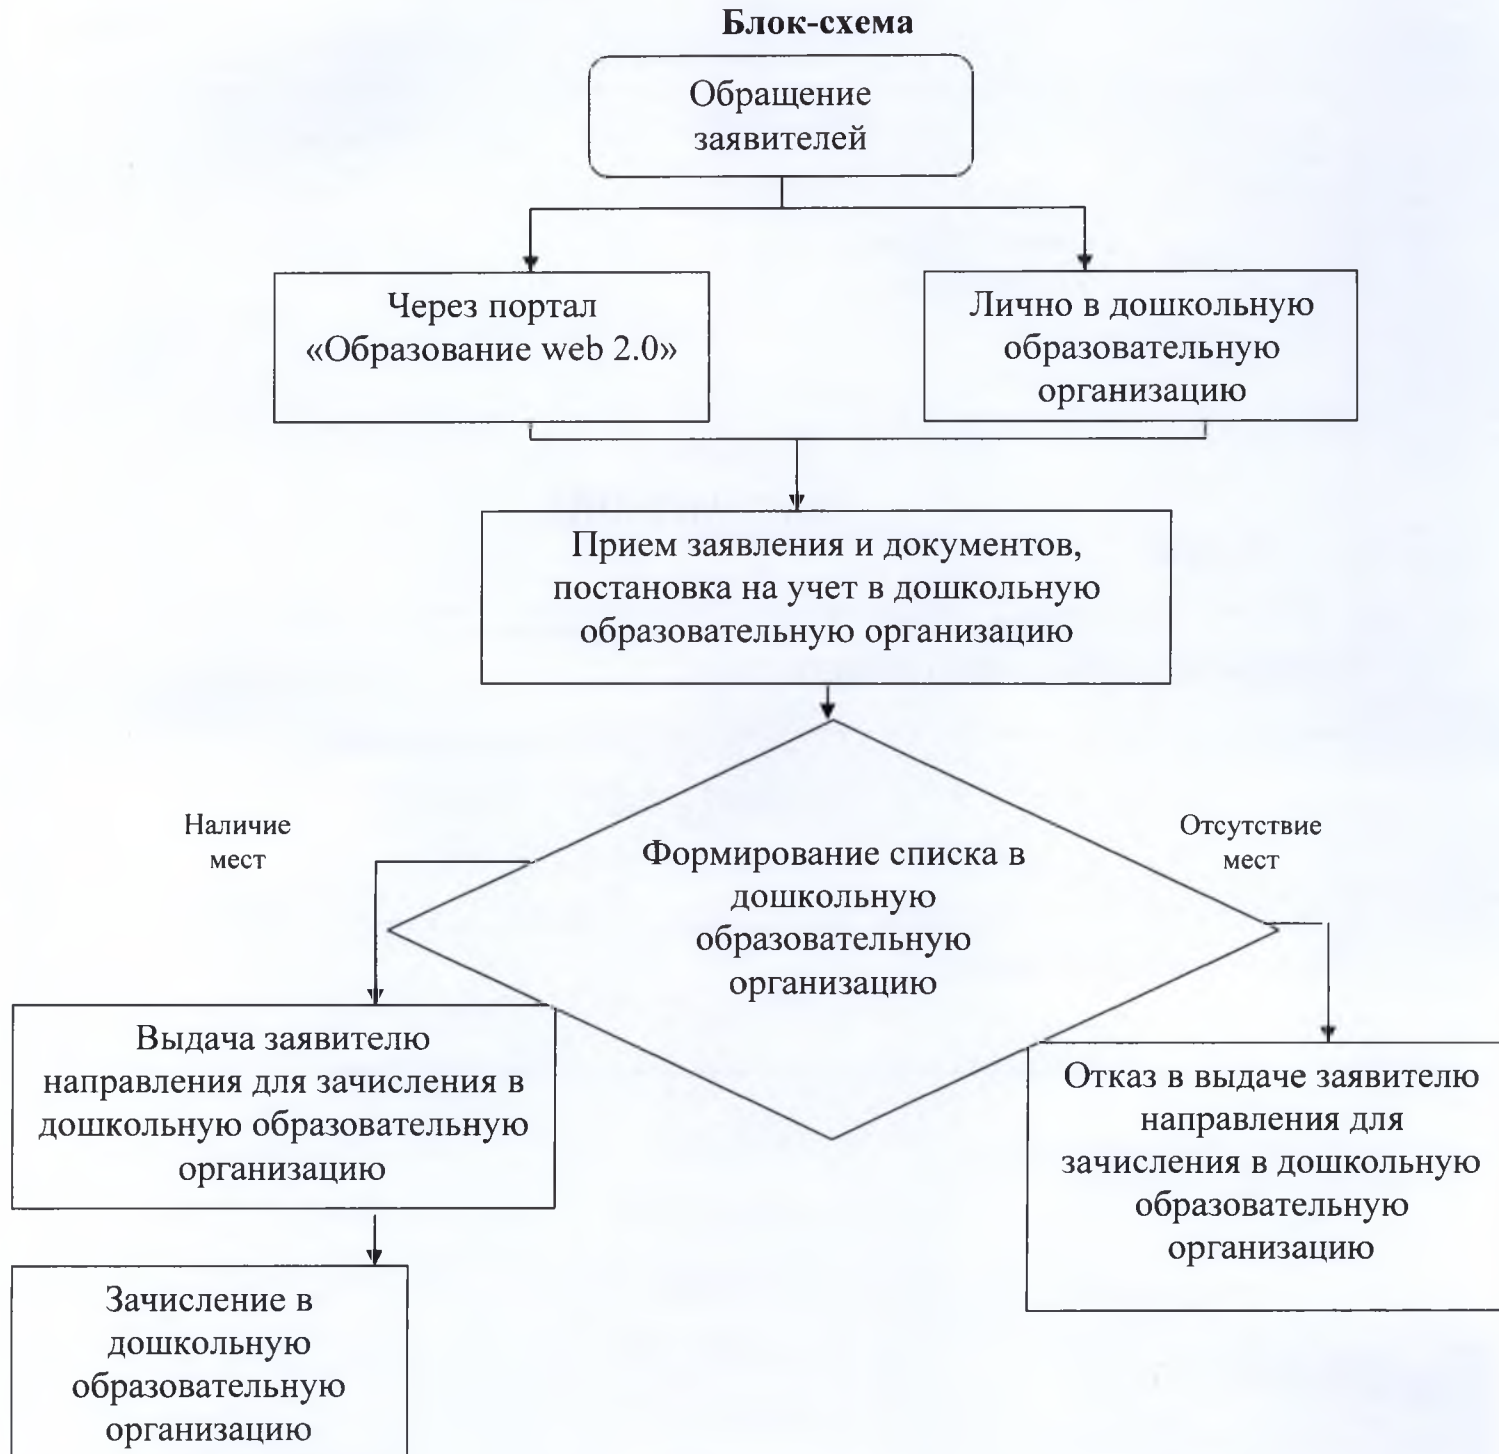 Блок-схема
Обращение
заявителей
Через портал
«Образование web 2.0»
Лично в дошкольную
образовательную
организацию
Прием заявления и документов,
постановка на учет в дошкольную
образовательную организацию
Наличие
мест
Формирование списка в
дошкольную
образовательную
организацию
Отсутствие
мест
Выдача заявителю
направления для зачисления в
дошкольную образовательную
организацию
Отказ в выдаче заявителю
направления для
зачисления в дошкольную
образовательную
организацию
Зачисление в
дошкольную
образовательную
организацию